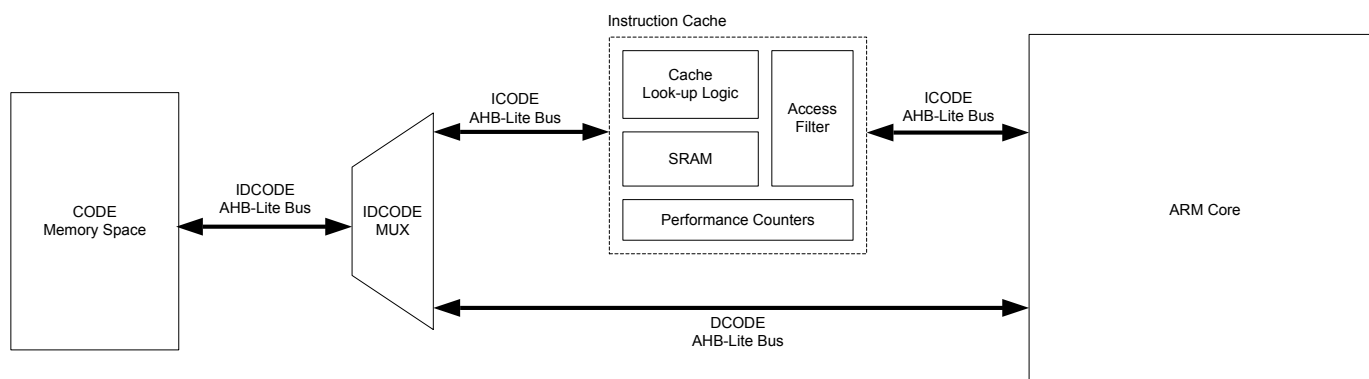 Instruction Cache
CODE
Memory Space
IDCODE
AHB-Lite Bus
IDCODE
MUX
ICODE
AHB-Lite Bus
Cache
Look-up Logic
SRAM
Access
Filter
Performance Counters
ICODE
AHB-Lite Bus
DCODE
AHB-Lite Bus
ARM Core